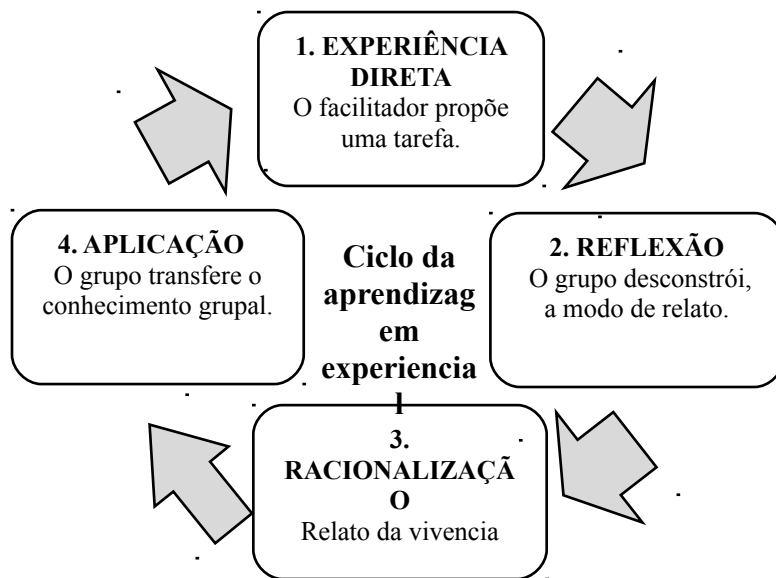 1. EXPERIÊNCIA
DIRETA
O facilitador propõe
uma tarefa.
2. REFLEXÃO
O grupo desconstrói,
a modo de relato.
3.
RACIONALIZAÇÃ
O
Relato da vivencia
4. APLICAÇÃO
O grupo transfere o
conhecimento grupal.
Ciclo da
aprendizag
em
experiencia
l